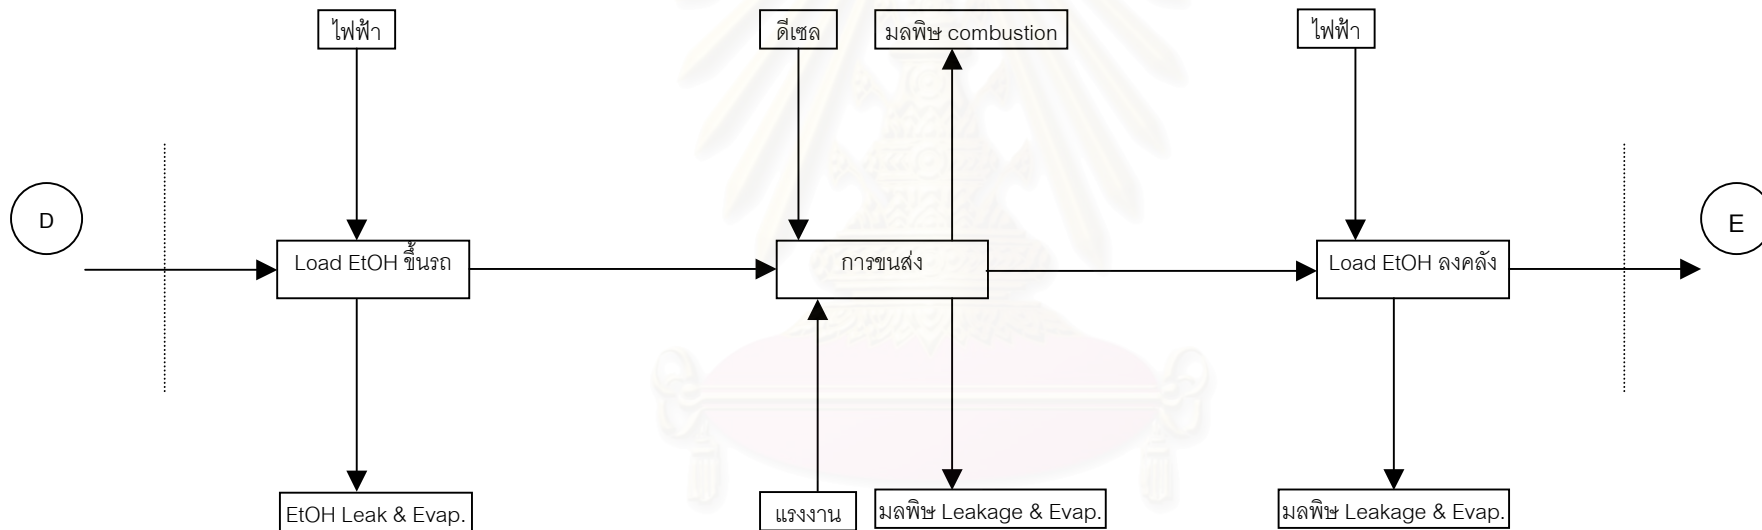 ไฟฟ้า
ดีเซล
มลพิษ combustion
ไฟฟ้า
D
E
Load EtOH ขึ้นรถ
การขนส่ง
Load EtOH ลงคลัง
EtOH Leak & Evap.
แรงงาน
มลพิษ Leakage & Evap.
มลพิษ Leakage & Evap.